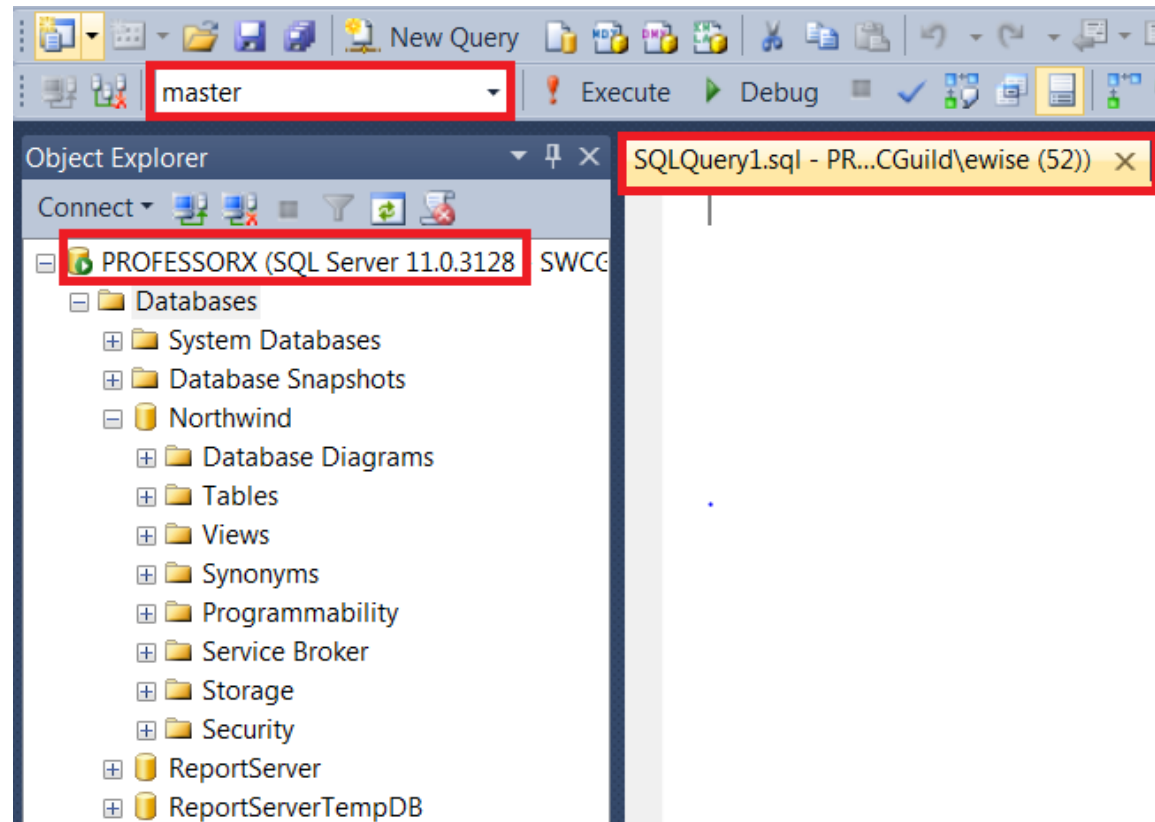 New Query
master
Execute
Debug
Object Explorer
SQLQuery1.sql - PR...CGuild\ewise (52))
Connect
PROFESSORX (SQL Server 11.0.3128
Databases
System Databases
Database Snapshots
Northwind
Database Diagrams
Tables
Views
Synonyms
Programmability
Service Broker
Storage
Security
ReportServer
ReportServerTempDB